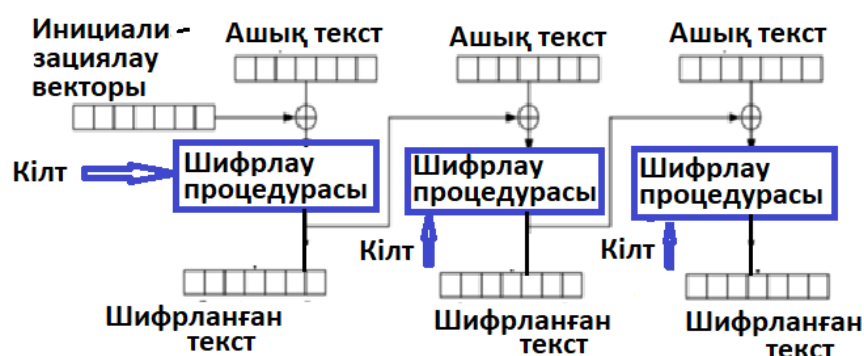 Инициали-
зациялау
векторы
Ашық текст
Ашық текст
Ашық текст
Кілт
Шифрлау
процедурасы
Шифрлау
процедурасы
Шифрлау
процедурасы
Кілт
Кілт
Шифрланған
текст
Шифрланған
текст
Шифрланған
текст